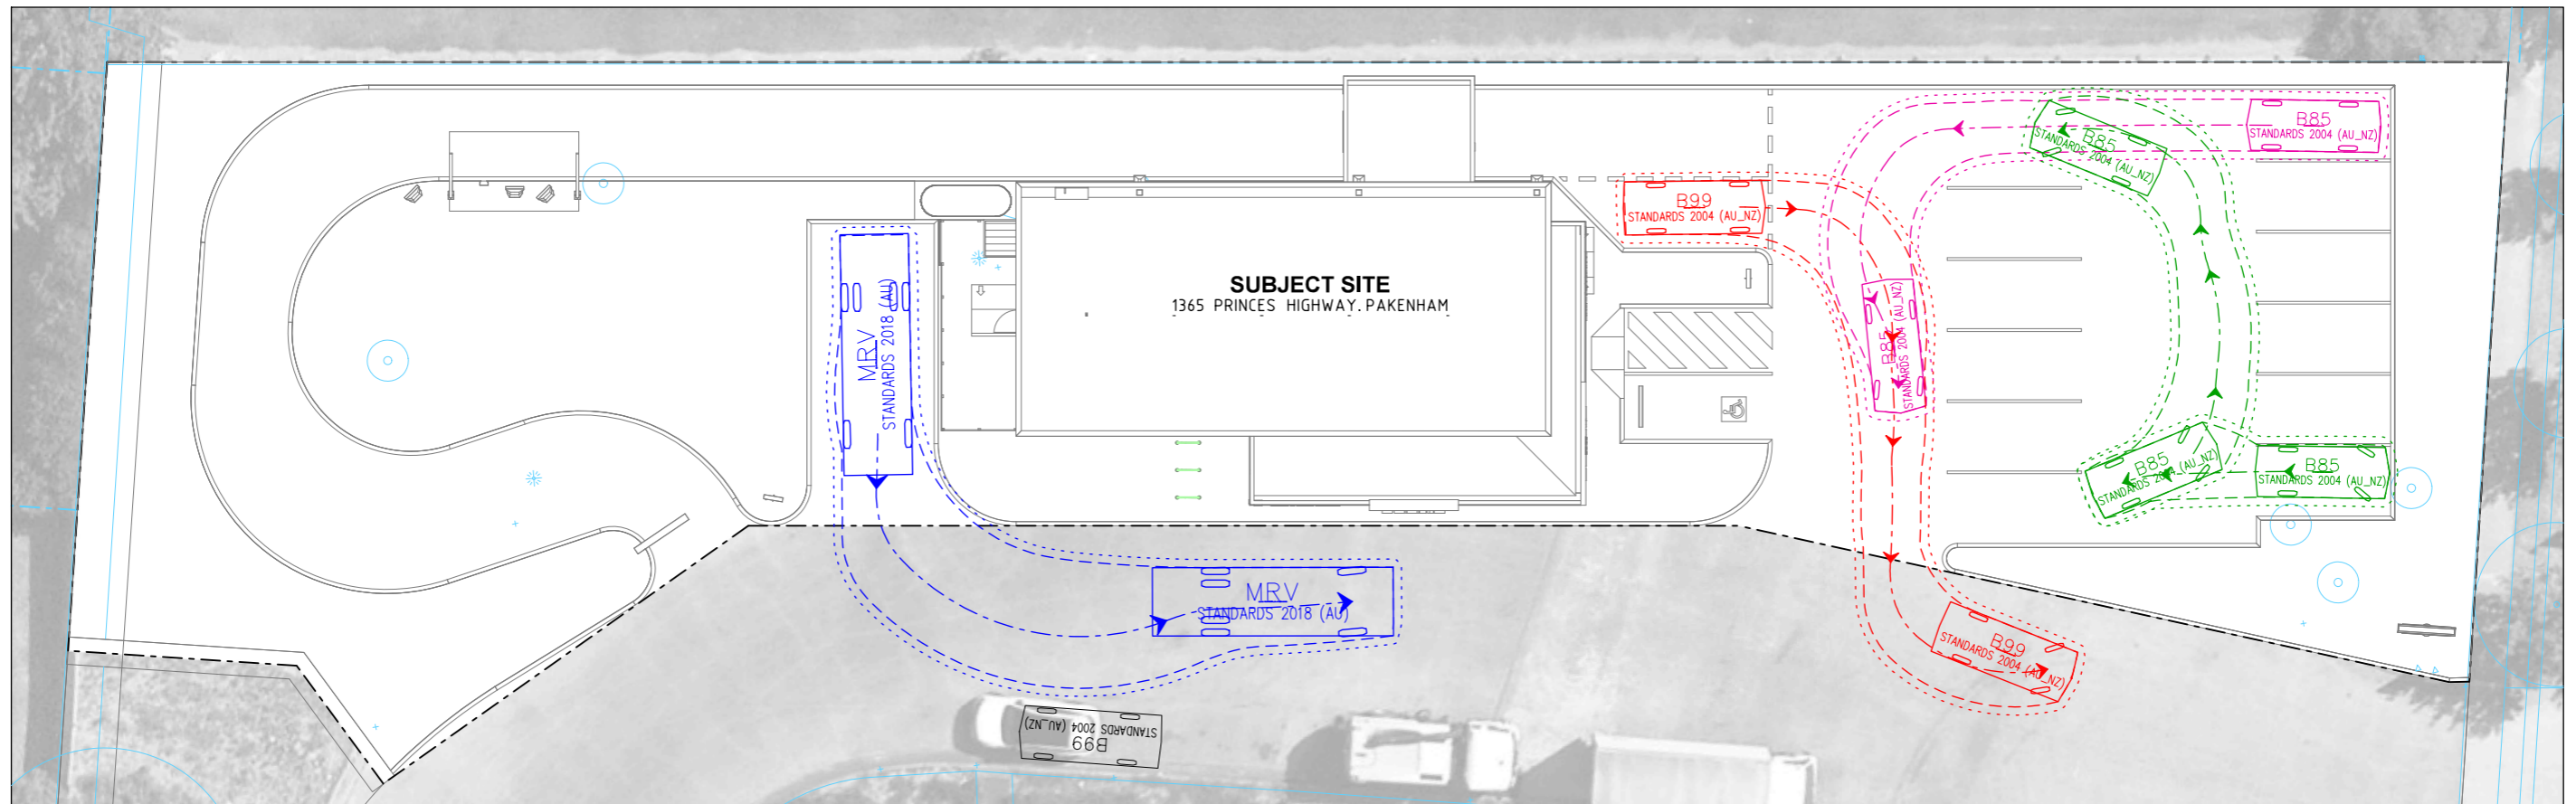 B85
STANDARDS 2004 (AU_NZ)
B85
STANDARDS 2004 (AU_NZ)
B99
STANDARDS 2004 (AU_NZ)
SUBJECT SITE
1365 PRINCES HIGHWAY, PAKENHAM
MRV
STANDARDS 2018 (AU)
B85
STANDARDS 2004 (AU_NZ)
B85
STANDARDS 2004 (AU_NZ)
B85
STANDARDS 2004 (AU_NZ)
MRV
STANDARDS 2018 (AU)
B99
STANDARDS 2004 (AU_NZ)
B99
STANDARDS 2004 (AU_NZ)